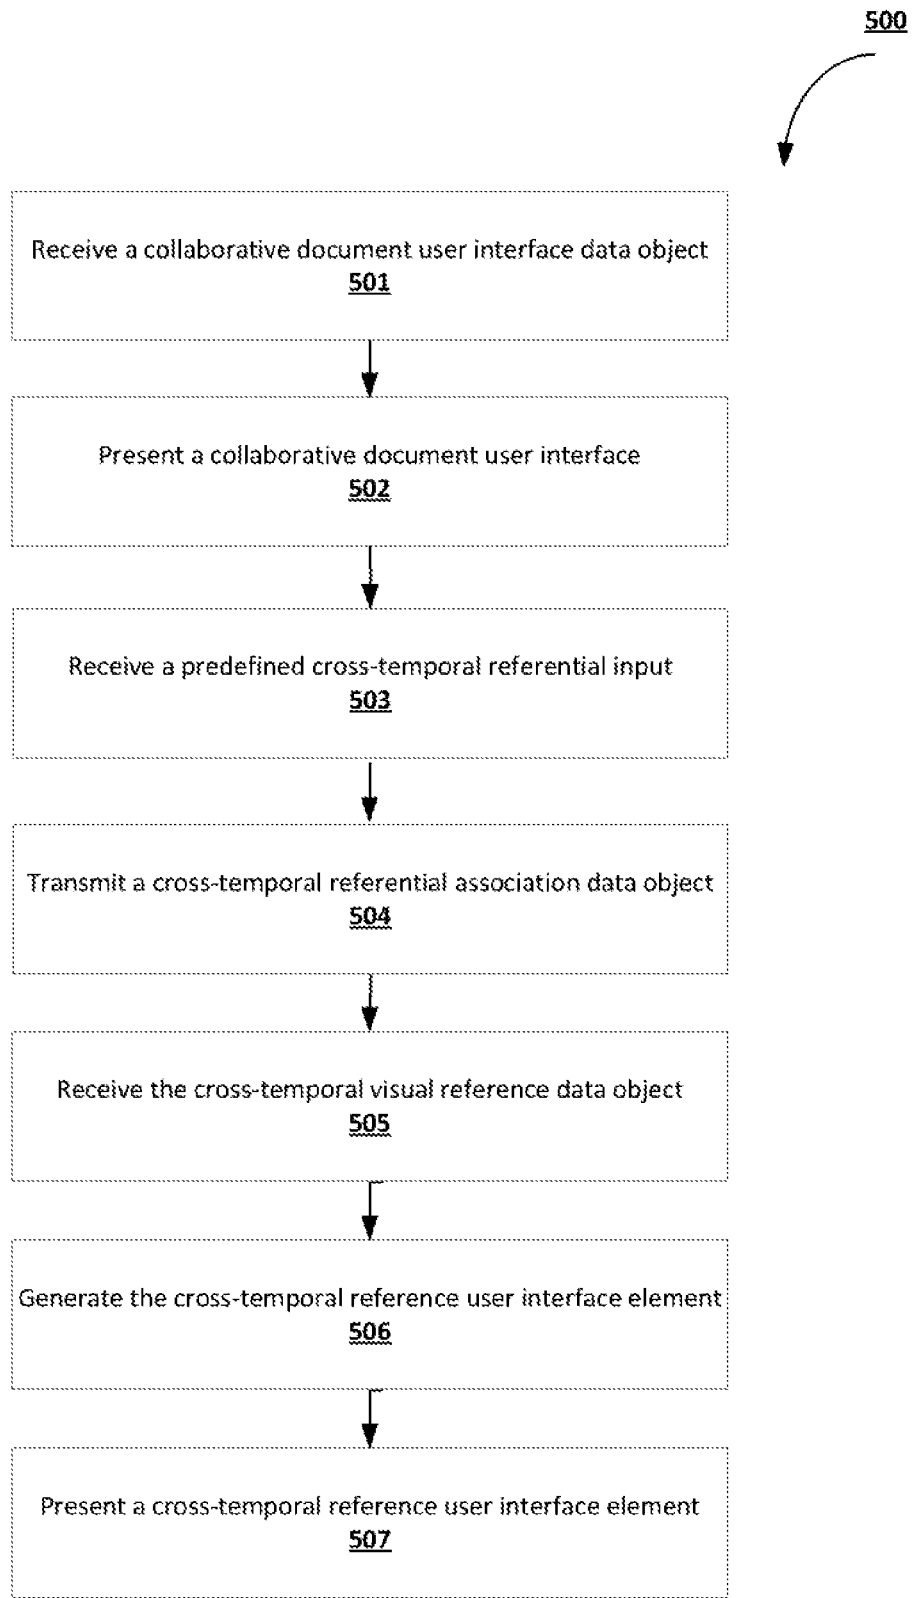 500
Receive a collaborative document user interface data object
501
Present a collaborative document user interface
502
Receive a predefined cross-temporal referential input
503
Transmit a cross-temporal referential association data object
504
Receive the cross-temporal visual reference data object
505
Generate the cross-temporal reference user interface element
506
Present a cross-temporal reference user interface element
507